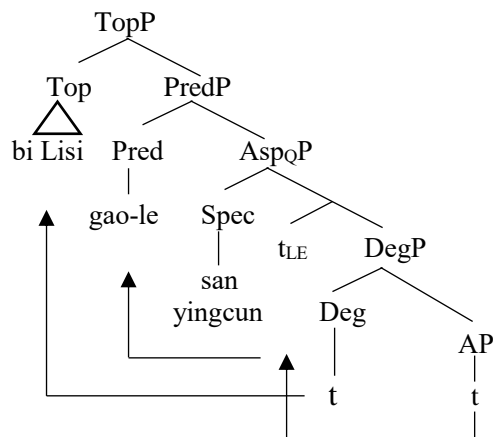 TopP
Top PredP
bi Lisi Pred AspQP
gao-le Spec tLE DegP
san
yingcun Deg AP
t t